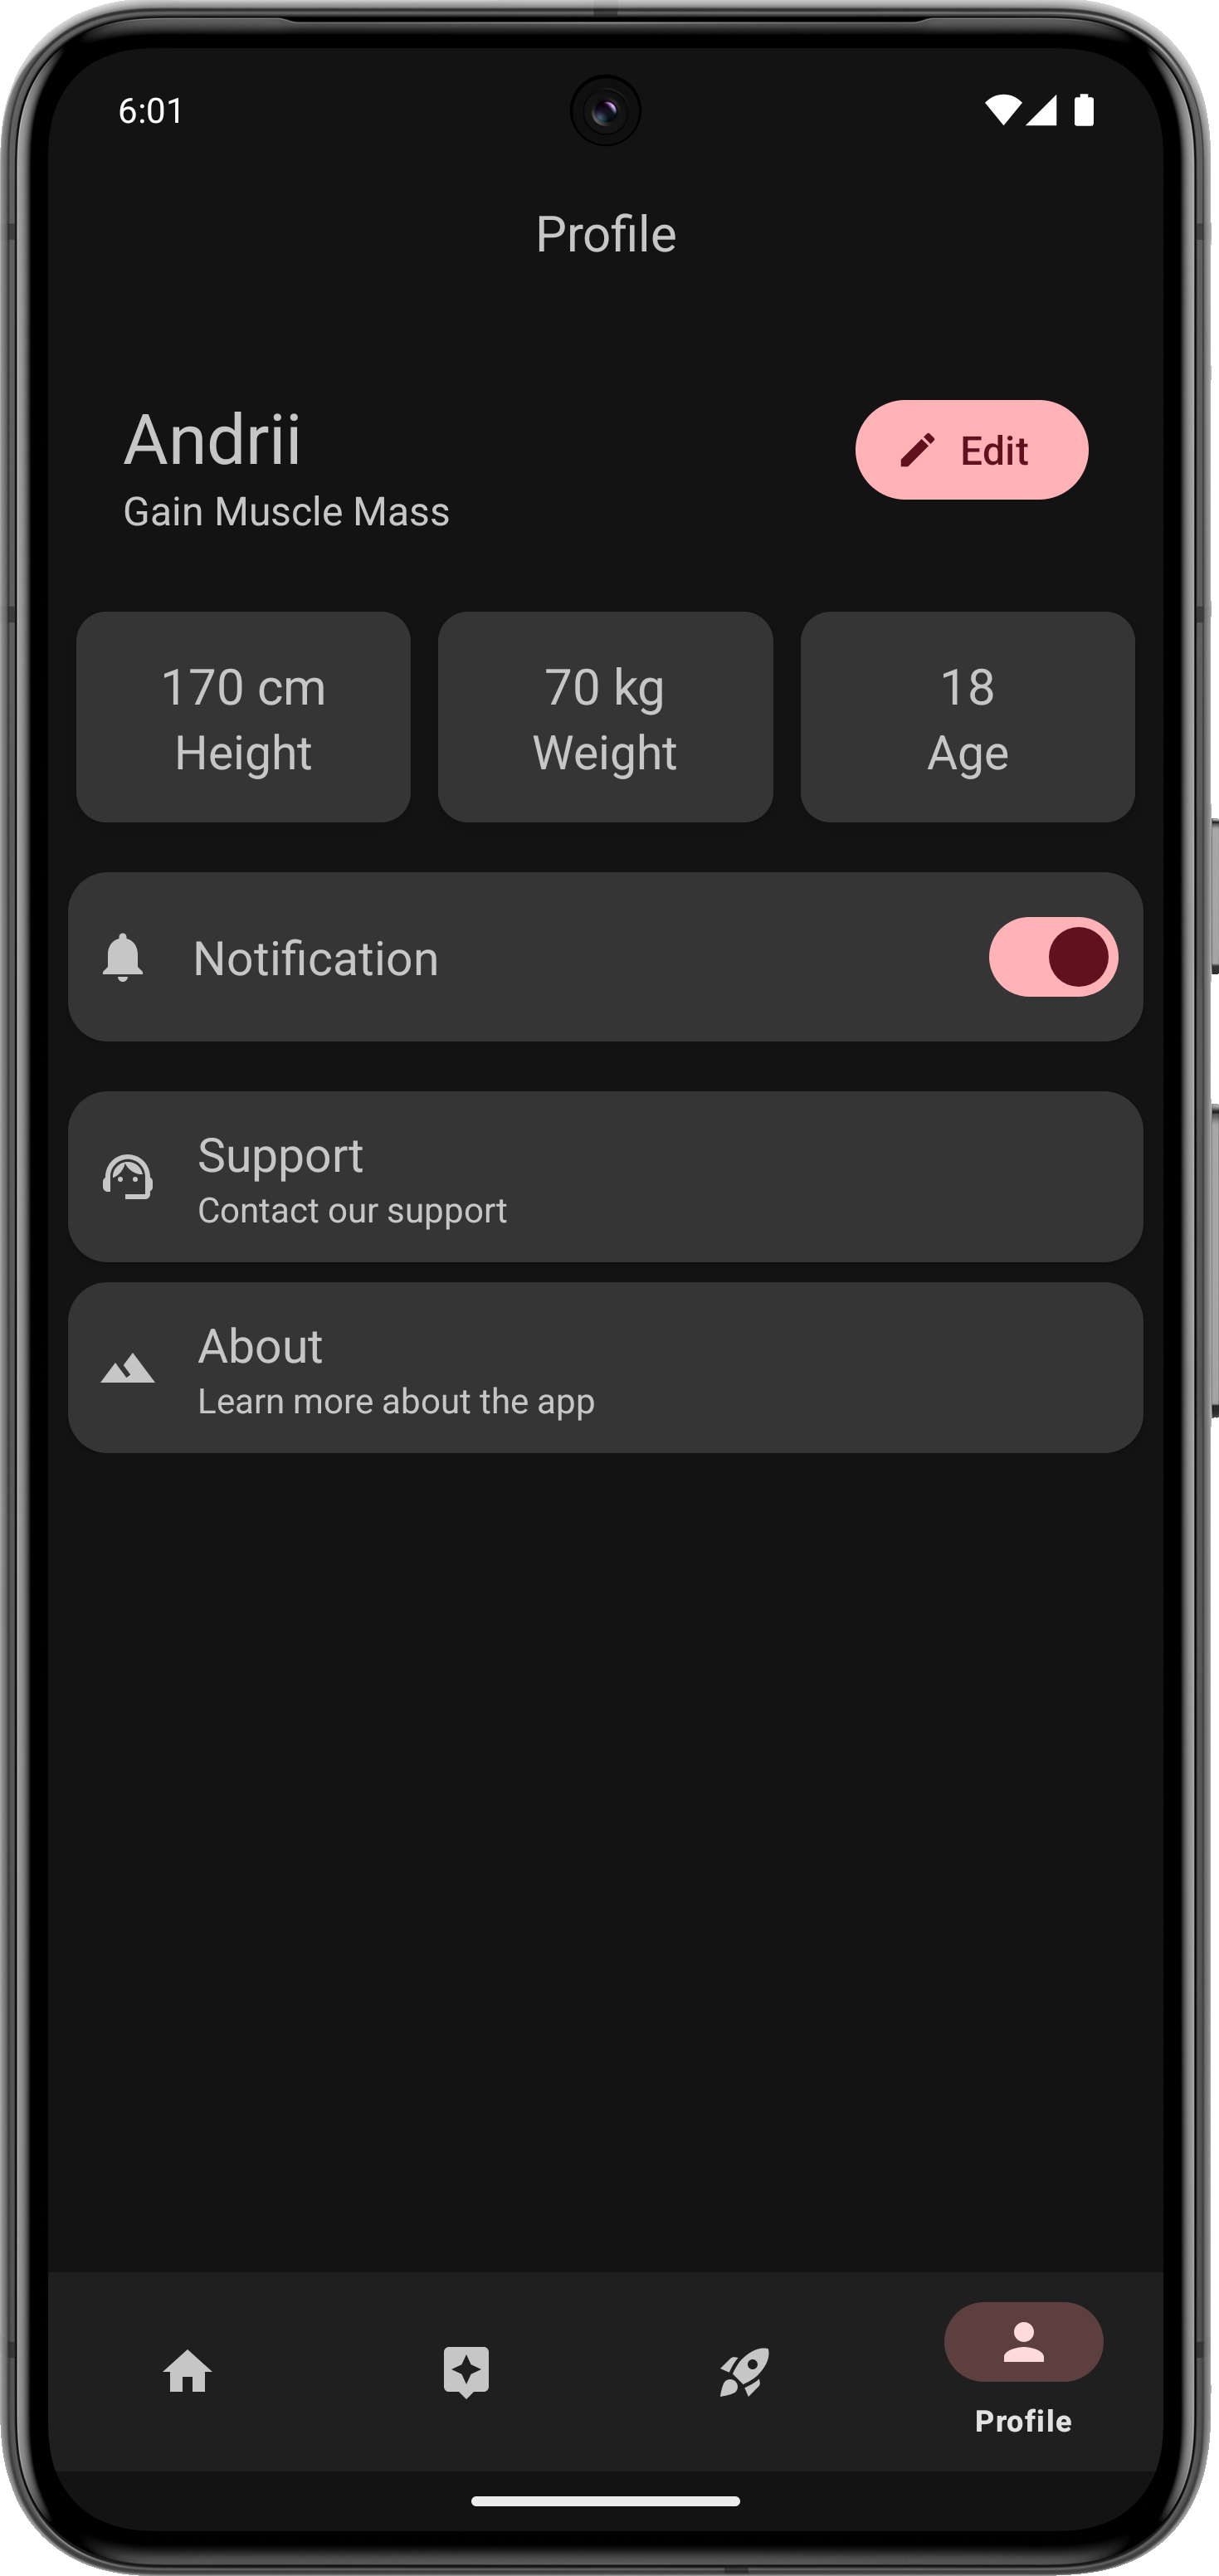 6:01
Profile
Andrii
Edit
Gain Muscle Mass
170 cm
Height
70 kg
Weight
18
Age
Notification
Support
Contact our support
About
Learn more about the app
Profile